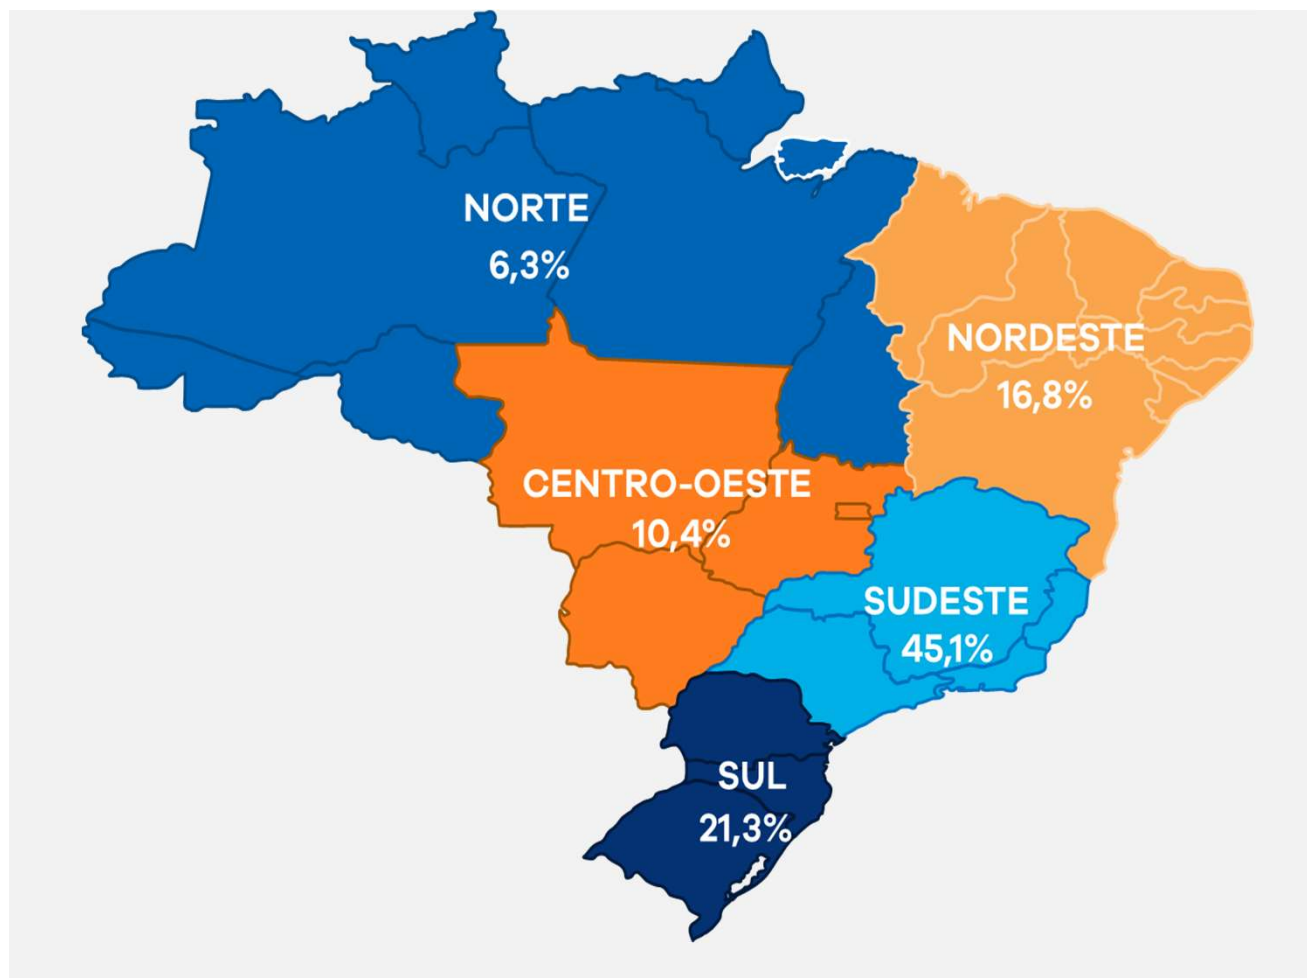 NORTE
6,3%
NORDESTE
16,8%
CENTRO-OESTE
10,4%
SUDESTE
45,1%
SUL
21,3%